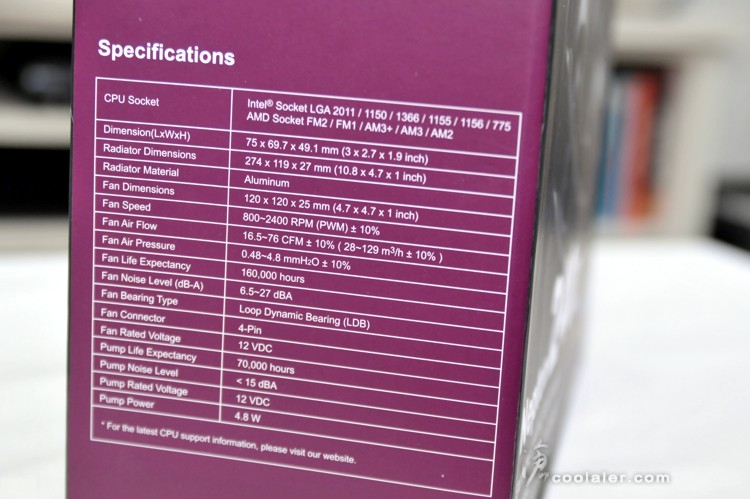 Specifications
CPU Socket
Intel® Socket LGA 2011 / 1150 / 1366 / 1155 / 1156 / 775
AMD Socket FM2 / FM1 / AM3+ / AM3 / AM2
Dimension(LxWxH) 75 x 69.7 x 49.1 mm (3 x 2.7 x 1.9 inch)
Radiator Dimensions 274 x 119 x 27 mm (10.8 x 4.7 x 1 inch)
Radiator Material Aluminum
Fan Dimensions 120 x 120 x 25 mm (4.7 x 4.7 x 1 inch)
Fan Speed 800~2400 RPM (PWM) ± 10%
Fan Air Flow 16.5~76 CFM ± 10% ( 28~129 m³/h ± 10% )
Fan Air Pressure 0.48~4.8 mmH2O ± 10%
Fan Life Expectancy 160,000 hours
Fan Noise Level (dB-A) 6.5~27 dBA
Fan Bearing Type Loop Dynamic Bearing (LDB)
Fan Connector 4-Pin
Fan Rated Voltage 12 VDC
Pump Life Expectancy 70,000 hours
Pump Noise Level < 15 dBA
Pump Rated Voltage 12 VDC
Pump Power 4.8 W
* For the latest CPU support information, please visit our website.
coolaler.com